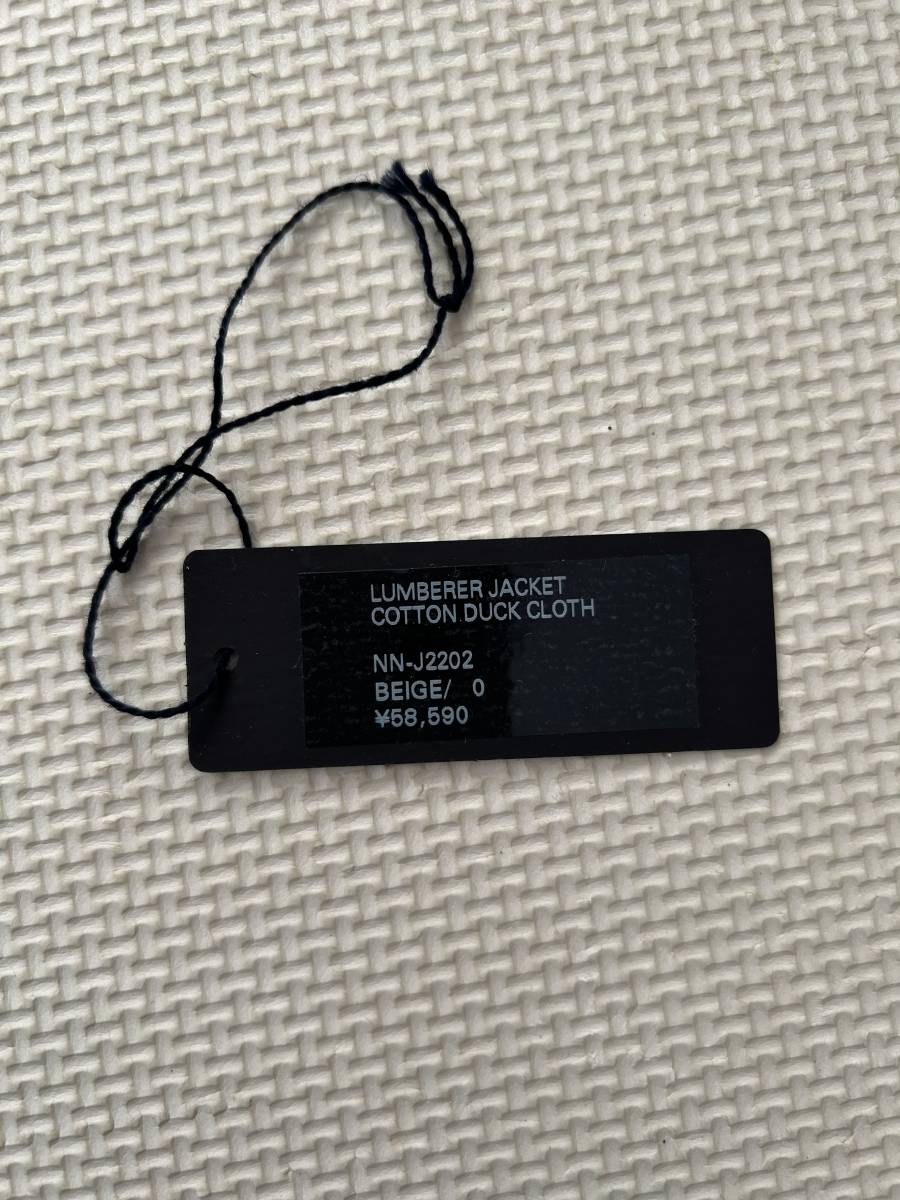 LUMBERER JACKET
COTTON DUCK CLOTH
NN-J2202
BEIGE/ 0
¥58,590